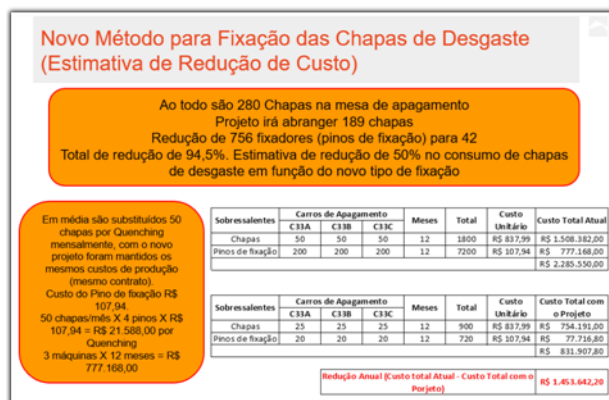 Novo Método para Fixação das Chapas de Desgaste
(Estimativa de Redução de Custo)
Ao todo são 280 Chapas na mesa de apagamento
Projeto irá abranger 189 chapas
Redução de 756 fixadores (pinos de fixação) para 42
Total de redução de 94,5%. Estimativa de redução de 50% no consumo de chapas
de desgaste em função do novo tipo de fixação
Em média são substituídos 50
chapas por Quenching
mensalmente, com o novo
projeto foram mantidos os
mesmos custos de produção
(mesmo contrato).
Custo do Pino de fixação R$
107,94.
50 chapas/mês X 4 pinos X R$
107,94 = R$ 21.588,00 por
Quenching
3 máquinas X 12 meses = R$
777.168,00
Sobressalentes Carros de Apagamento Meses Total Custo Unitário Custo Total Atual
C33A C33B C33C
Chapas 50 50 50 12 1800 R$ 837,99 R$ 1.508.382,00
Pinos de fixação 200 200 200 12 7200 R$ 107,94 R$ 777.168,00
R$ 2.285.550,00
Sobressalentes Carros de Apagamento Meses Total Custo Unitário Custo Total com o Projeto
C33A C33B C33C
Chapas 25 25 25 12 900 R$ 837,99 R$ 754.191,00
Pinos de fixação 20 20 20 12 720 R$ 107,94 R$ 77.716,80
R$ 831.907,80
Redução Anual (Custo total Atual - Custo Total com o
Porjeto) R$ 1.453.642,20